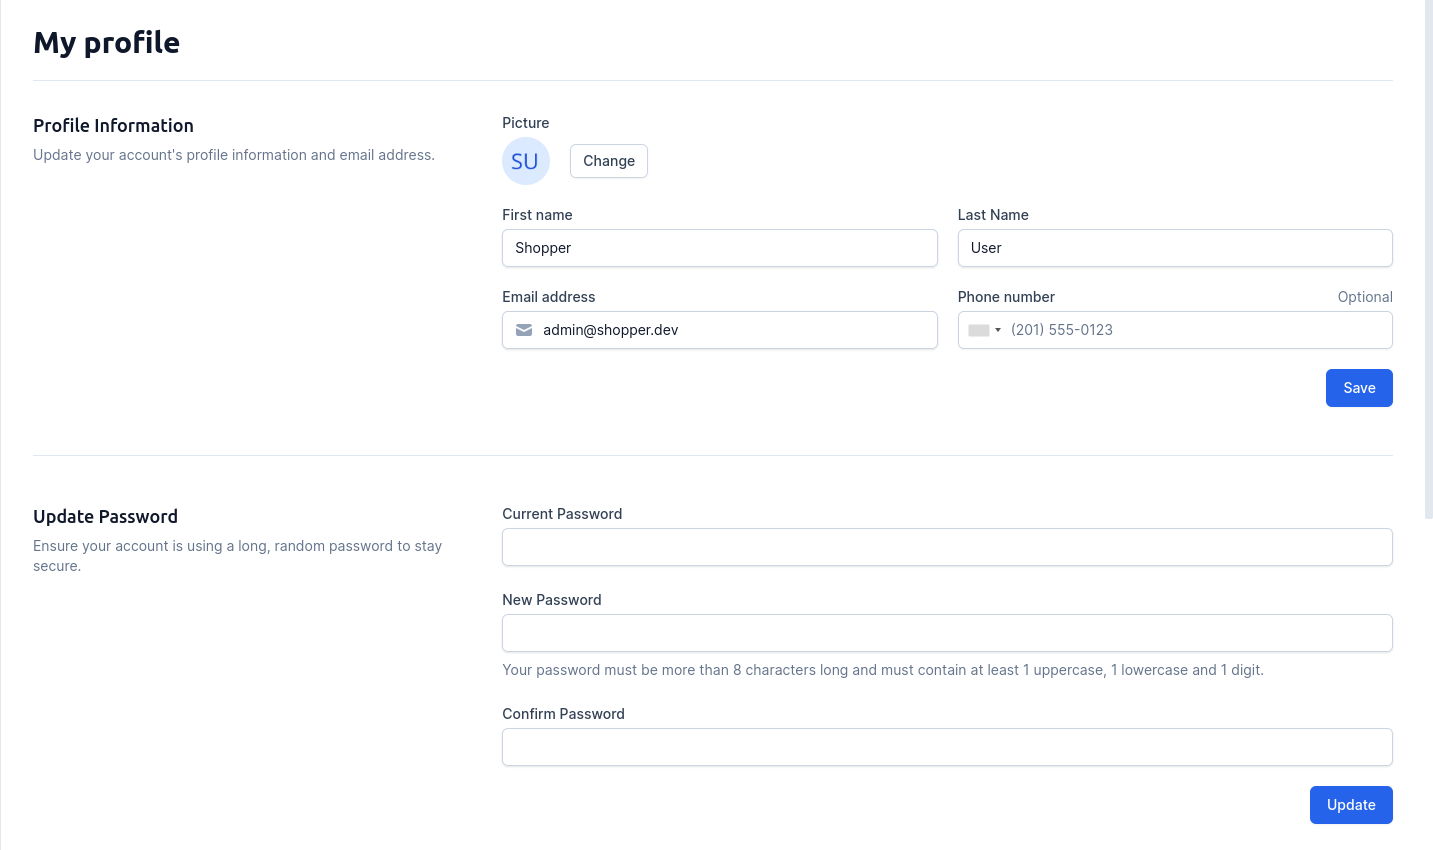 My profile
Profile Information
Update your account's profile information and email address.
Picture
SU
Change
First name
Last Name
Shopper
User
Email address
Phone number
Optional
admin@shopper.dev
(201) 555-0123
Save
Update Password
Ensure your account is using a long, random password to stay
secure.
Current Password
New Password
Your password must be more than 8 characters long and must contain at least 1 uppercase, 1 lowercase and 1 digit.
Confirm Password
Update